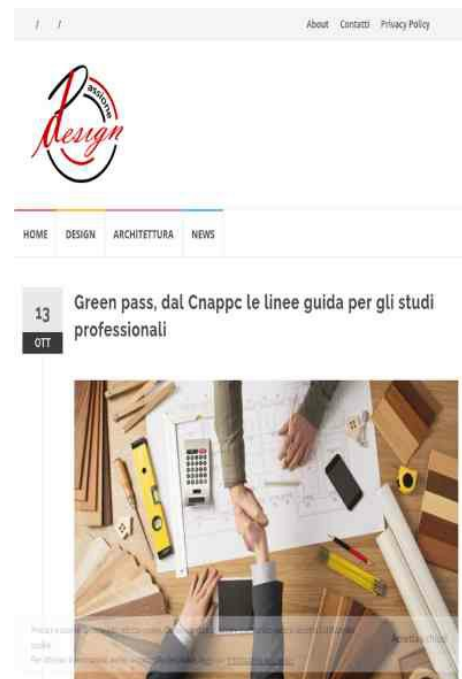 / /
About Contatti Privacy Policy
Passione
design
HOME DESIGN ARCHITETTURA NEWS
13
OTT
Green pass, dal Cnappc le linee guida per gli studi
professionali